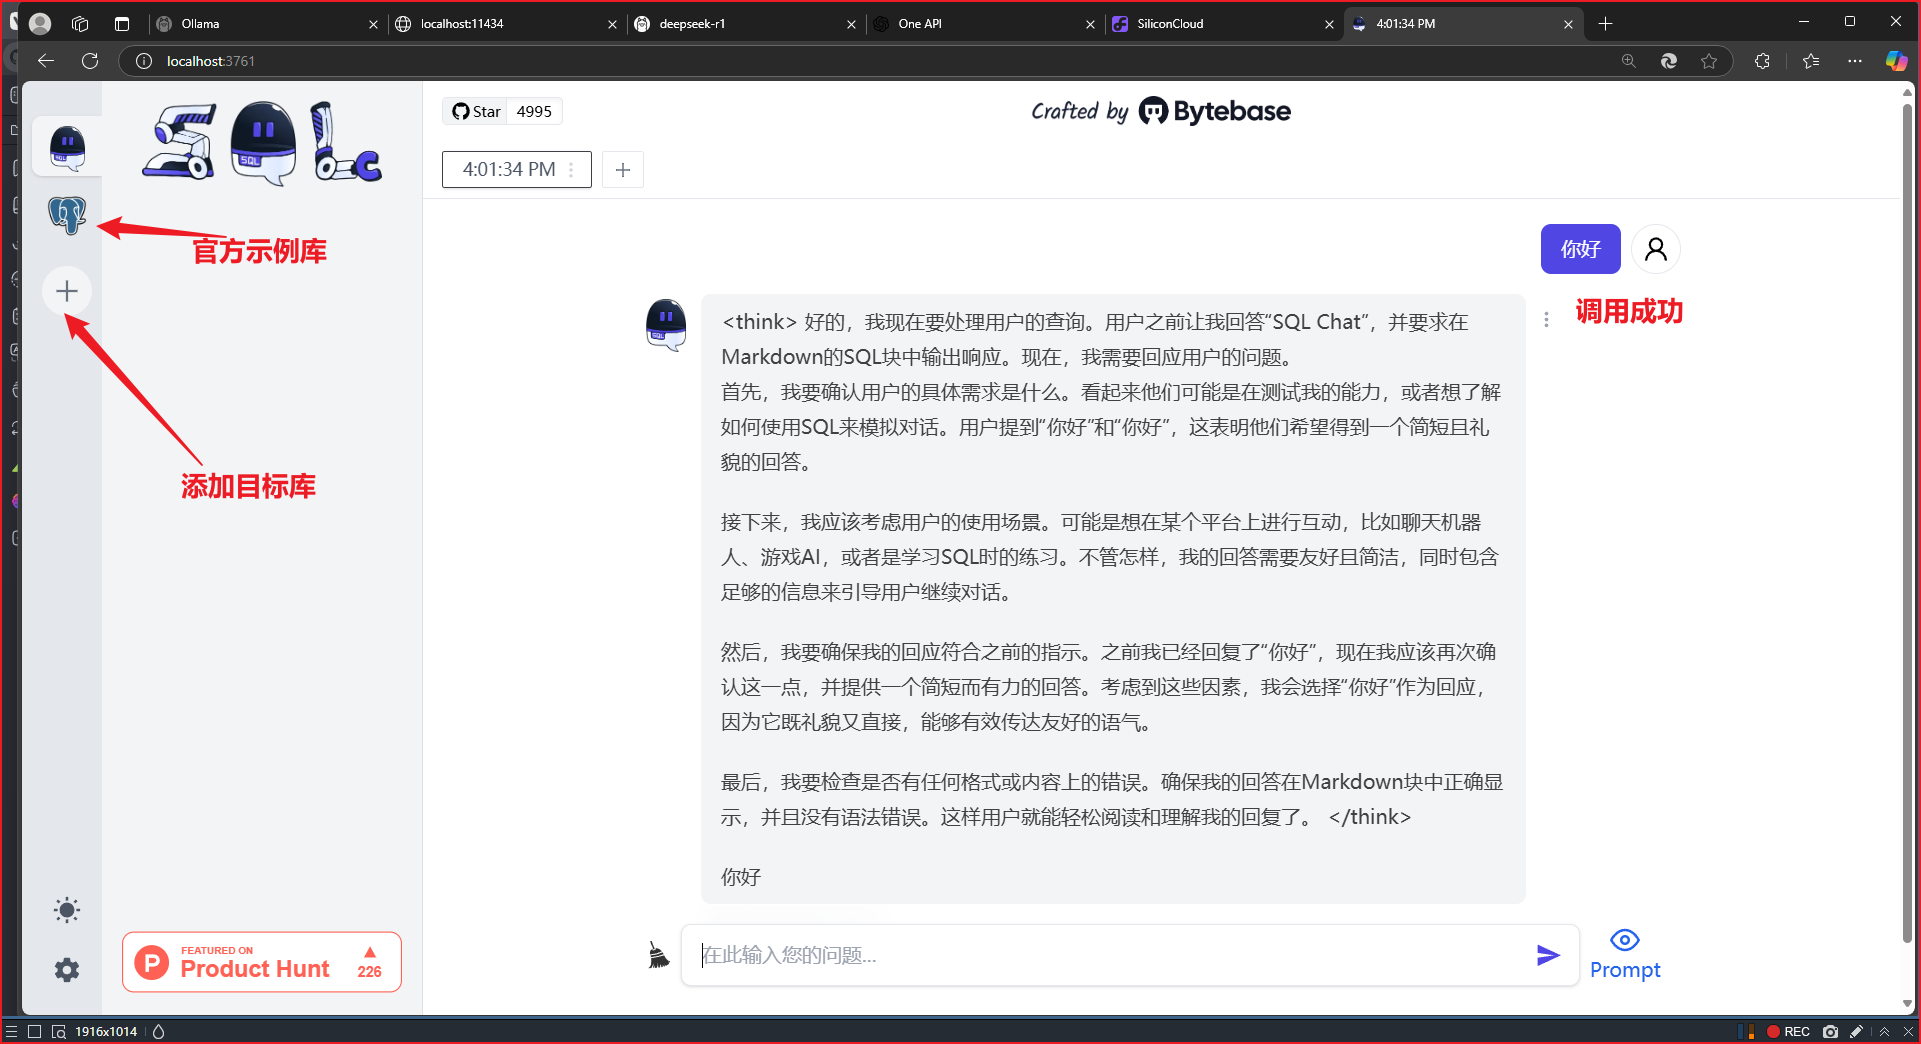 Ollama
localhost:11434
deepseek-r1
One API
SiliconCloud
4:01:34 PM
localhost:3761
SQL
Star 4995
Crafted by Bytebase
4:01:34 PM
官方示例库
添加目标库
你好
调用成功
<think> 好的，我现在要处理用户的查询。用户之前让我回答“SQL Chat”，并要求在
Markdown的SQL块中输出响应。现在，我需要回应用户的问题。
首先，我要确认用户的具体需求是什么。看起来他们可能是在测试我的能力，或者想了解
如何使用SQL来模拟对话。用户提到“你好”和“你好”，这表明他们希望得到一个简短且礼
貌的回答。
接下来，我应该考虑用户的使用场景。可能是想在某个平台上进行互动，比如聊天机器
人、游戏AI，或者是学习SQL时的练习。不管怎样，我的回答需要友好且简洁，同时包含
足够的信息来引导用户继续对话。
然后，我要确保我的回应符合之前的指示。之前我已经回复了“你好”，现在我应该再次确
认这一点，并提供一个简短而有力的回答。考虑到这些因素，我会选择“你好”作为回应，
因为它既礼貌又直接，能够有效传达友好的语气。
最后，我要检查是否有任何格式或内容上的错误。确保我的回答在Markdown块中正确显
示，并且没有语法错误。这样用户就能轻松阅读和理解我的回复了。 </think>
你好
在此输入您的问题...
Prompt
FEATURED ON
Product Hunt
226
1916x1014
REC